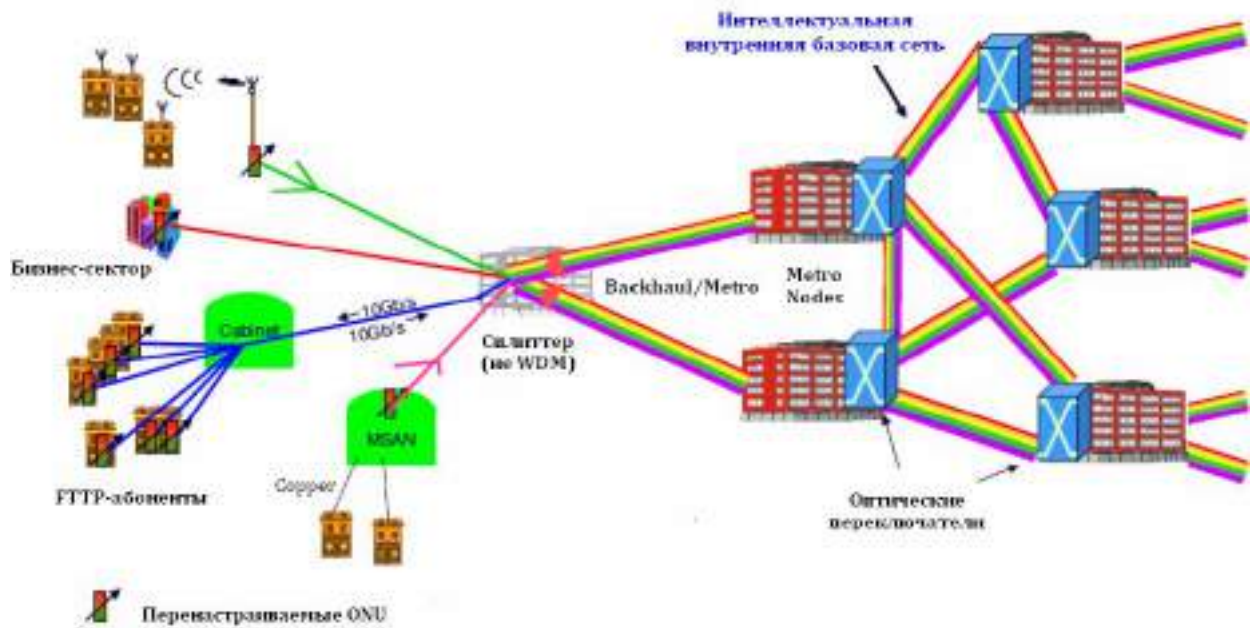 Интеллектуальная
внутренняя базовая сеть
Бизнес-сектор
Backhaul/Metro
Metro
Nodes
Cabinet
10Gb/s
10Gb/s
Сплиттер
(не WDM)
MSAN
Copper
FTTP-абоненты
Оптические
переключатели
Перенастраиваемые ONU